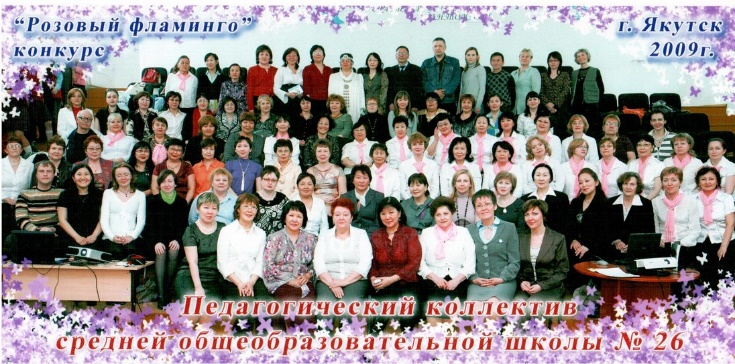 “Розовый фламинго”
конкурс
г. Якутск
2009г.
Педагогический коллектив
средней общеобразовательной школы № 26